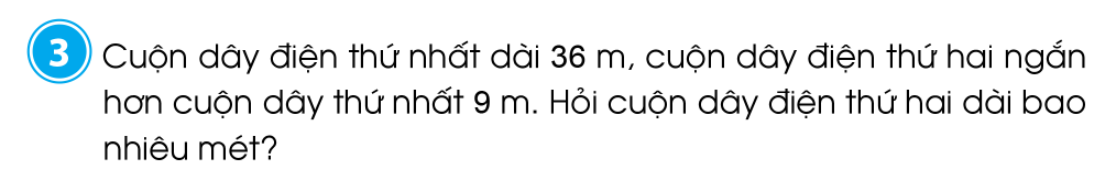 3 Cuộn dây điện thứ nhất dài 36 m, cuộn dây điện thứ hai ngắn
hơn cuộn dây thứ nhất 9 m. Hỏi cuộn dây điện thứ hai dài bao
nhiêu mét?